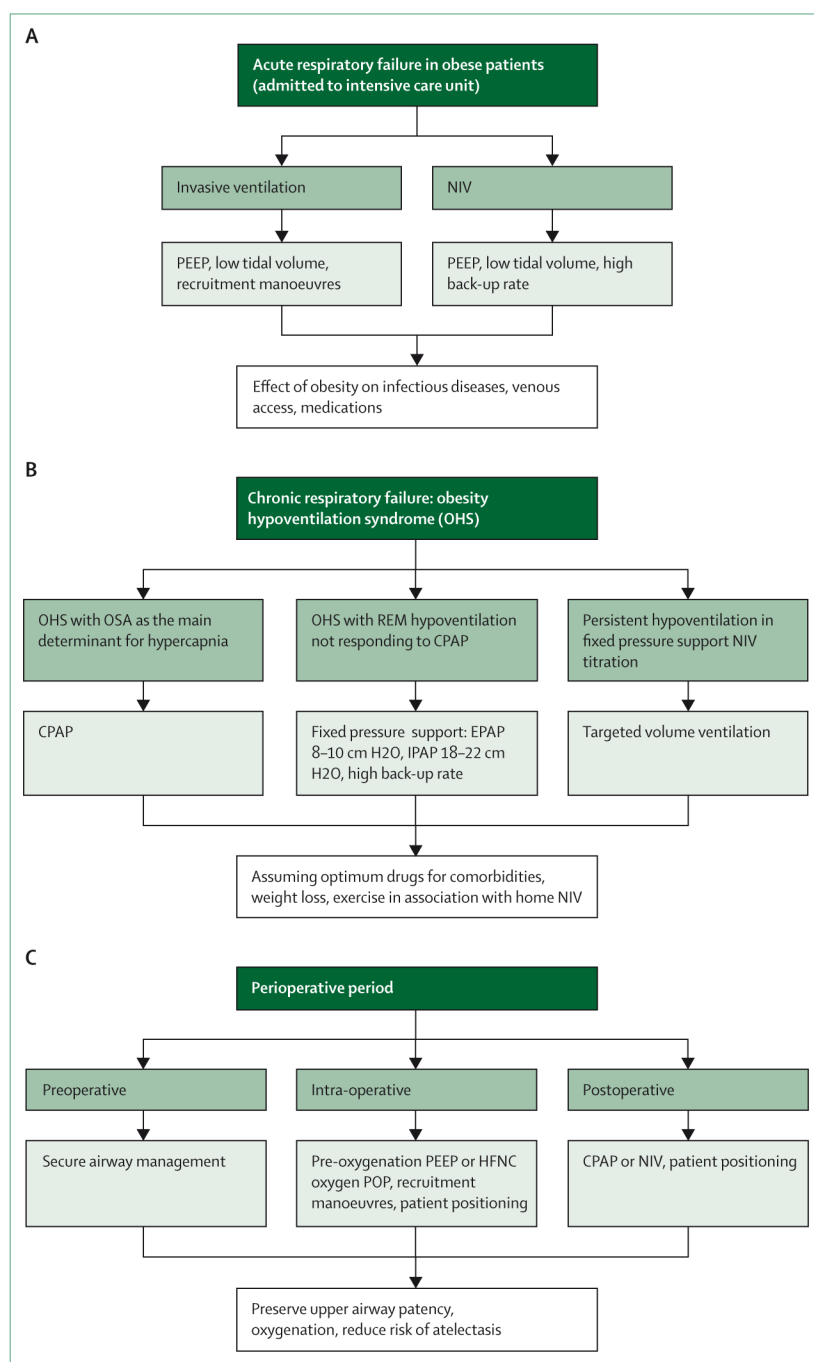 A
Acute respiratory failure in obese patients
(admitted to intensive care unit)
Invasive ventilation
NIV
PEEP, low tidal volume,
recruitment manoeuvres
PEEP, low tidal volume, high
back-up rate
Effect of obesity on infectious diseases, venous
access, medications
B
Chronic respiratory failure: obesity
hypoventilation syndrome (OHS)
OHS with OSA as the main
determinant for hypercapnia
OHS with REM hypoventilation
not responding to CPAP
Persistent hypoventilation in
fixed pressure support NIV
titration
CPAP
Fixed pressure support: EPAP
8–10 cm H2O, IPAP 18–22 cm
H2O, high back-up rate
Targeted volume ventilation
Assuming optimum drugs for comorbidities,
weight loss, exercise in association with home NIV
C
Perioperative period
Preoperative
Intra-operative
Postoperative
Secure airway management
Pre-oxygenation PEEP or HFNC
oxygen POP, recruitment
manoeuvres, patient positioning
CPAP or NIV, patient positioning
Preserve upper airway patency,
oxygenation, reduce risk of atelectasis